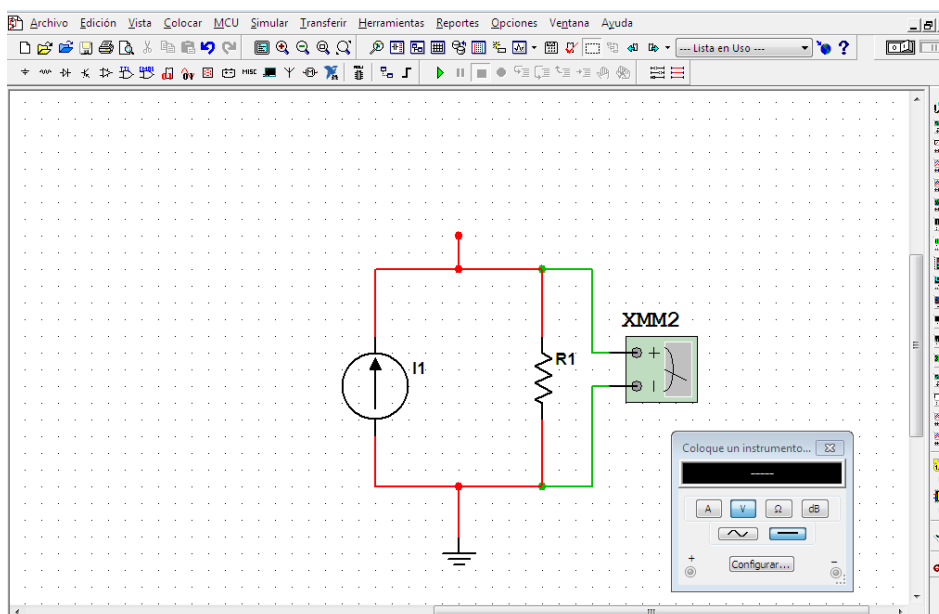 Archivo Edición Vista Colocar MCU Simular Transferir Herramientas Reportes Opciones Ventana Ayuda
--- Lista en Uso --- ?
MISC
XMM2
I1
R1
+
Coloque un instrumento...
-----
A V Ω dB
+ Configurar... -